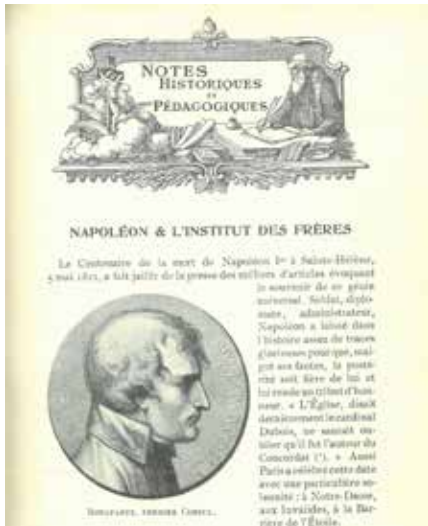 NOTES
HISTORIQUES
ET
PÉDAGOGIQUES
NAPOLÉON & L'INSTITUT DES FRÈRES
Le Centenaire de la mort de Napoléon Ier à Sainte-Hélène,
5 mai 1821, a fait jaillir de la presse des milliers d'articles évoquant
le souvenir de ce génie
universel. Soldat, diplo-
mate, administrateur,
Napoléon a laissé dans
l'histoire assez de traces
glorieuses pour que, mal-
gré ses fautes, la posté-
rité soit fière de lui et
lui rende un tribut d'hon-
neur. « L'Église, disait
dernièrement le cardinal
Dubois, ne saurait ou-
blier qu'il fut l'auteur du
Concordat (1). » Aussi
Paris a célébré cette date
avec une particulière so-
lennité : à Notre-Dame,
aux Invalides, à la Bar-
rière de l'Étoile.
BONAPARTE, PREMIER CONSUL.